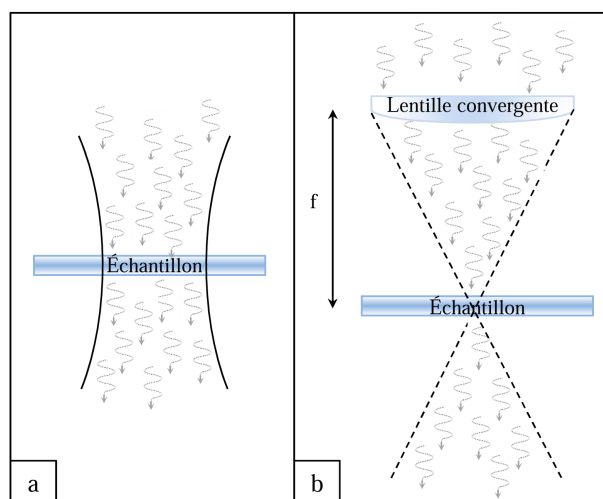 Échantillon
a
Lentille convergente
f
Échantillon
b